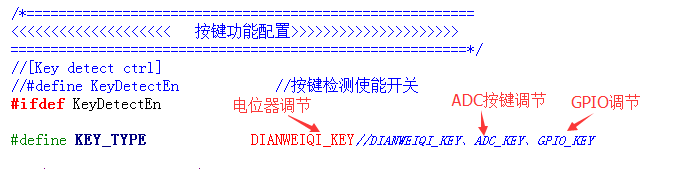 /*==================================================
<<<<<<<<<<<<<<<<<<<<< 按键功能配置>>>>>>>>>>>>>>>>>>>>>
==================================================*/
//[Key detect ctrl]
//#define KeyDetectEn //按键检测使能开关
#ifdef KeyDetectEn
电位器调节 ADC按键调节 GPIO调节
#define KEY_TYPE DIANWEIQI_KEY//DIANWEIQI_KEY、ADC_KEY、GPIO_KEY